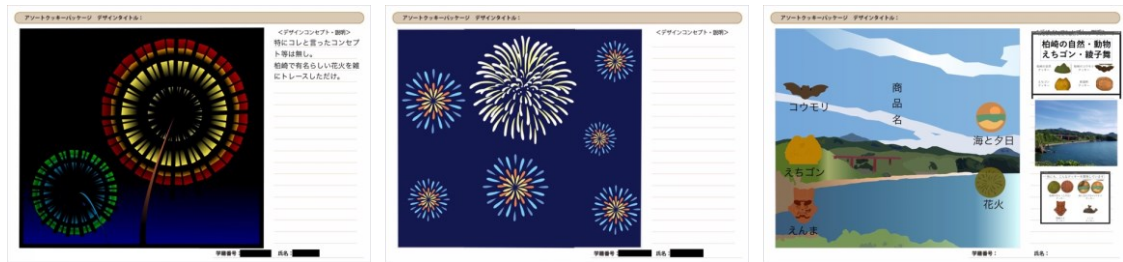 アソートクッキーパッケージ デザインタイトル：
<デザインコンセプト・説明>
特にコレと言ったコンセプ
ト等は無し。
柏崎で有名らしい花火を雑
にトレースしただけ。
学籍番号：
氏名：
アソートクッキーパッケージ デザインタイトル：
<デザインコンセプト・説明>
学籍番号：
氏名：
アソートクッキーパッケージ デザインタイトル：
商品名
コウモリ
海と夕日
えちゴン
花火
えんま
柏崎の自然・動物
えちゴン・綾子舞
学籍番号：
氏名：